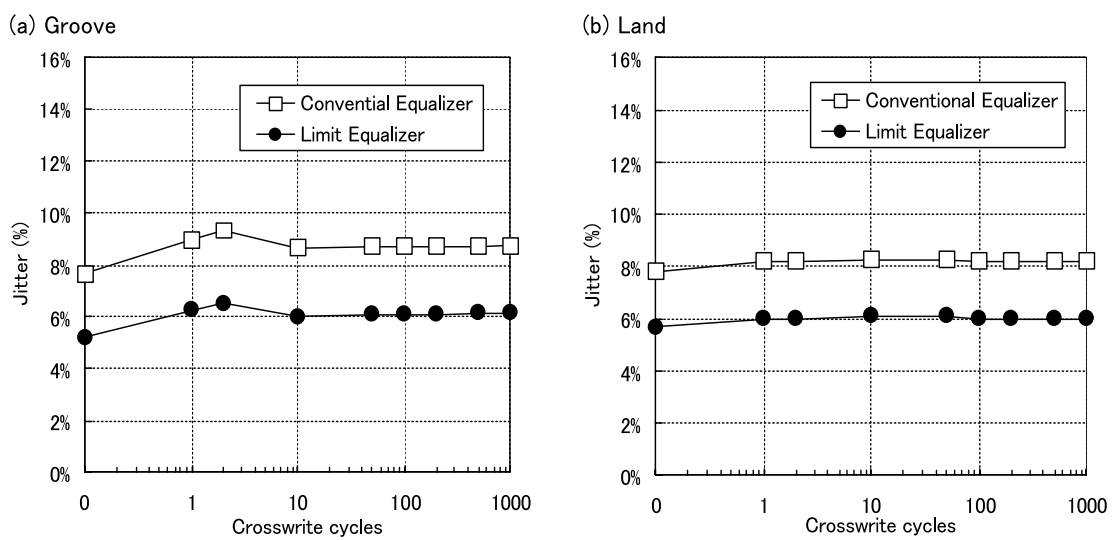 (a) Groove
16%
14%
12%
10%
8%
6%
4%
2%
0%
Jitter (%)
Convential Equalizer
Limit Equalizer
0 1 10 100 1000
Crosswrite cycles
(b) Land
16%
14%
12%
10%
8%
6%
4%
2%
0%
Jitter (%)
Conventional Equalizer
Limit Equalizer
0 1 10 100 1000
Crosswrite cycles